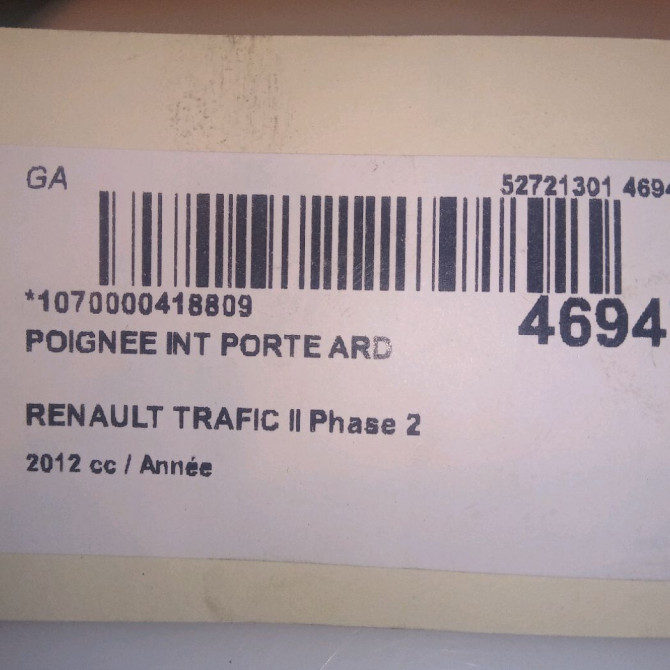 GA
52721301 4694
*1070000418809
4694
POIGNEE INT PORTE ARD
RENAULT TRAFIC II Phase 2
2012 cc / Année